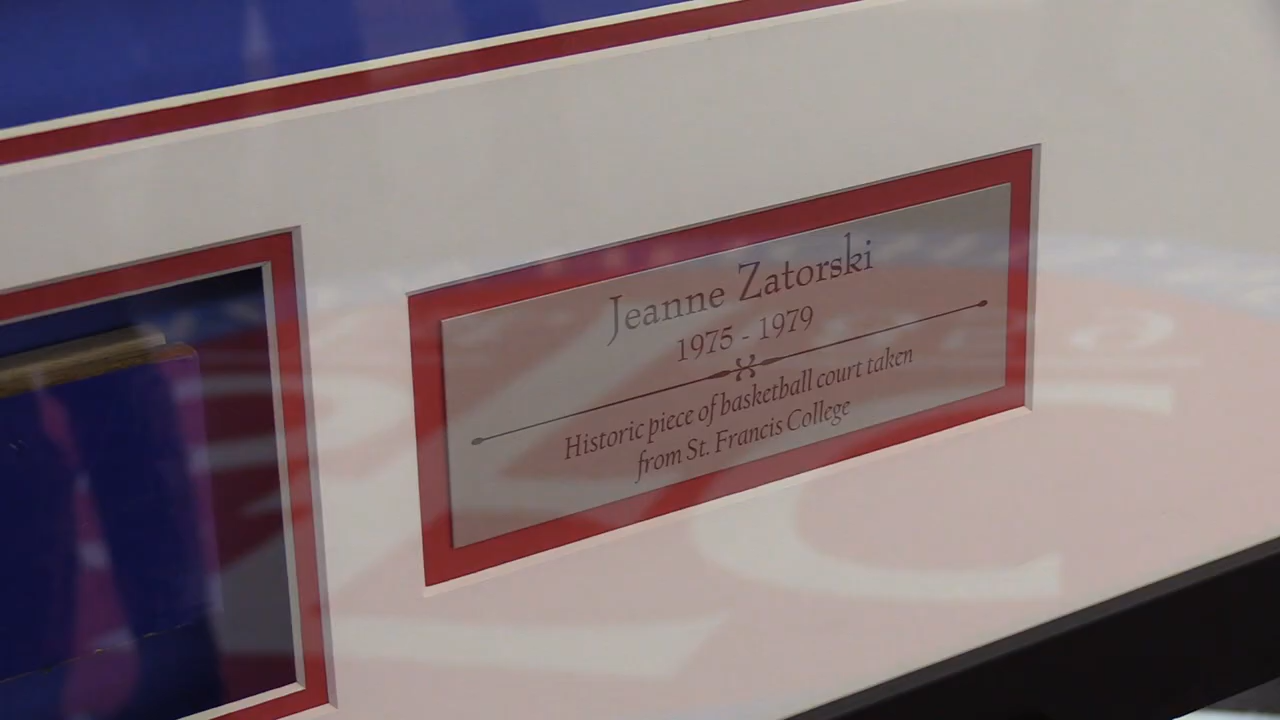 Jeanne Zatorski
1975 - 1979
Historic piece of basketball court taken
from St. Francis College